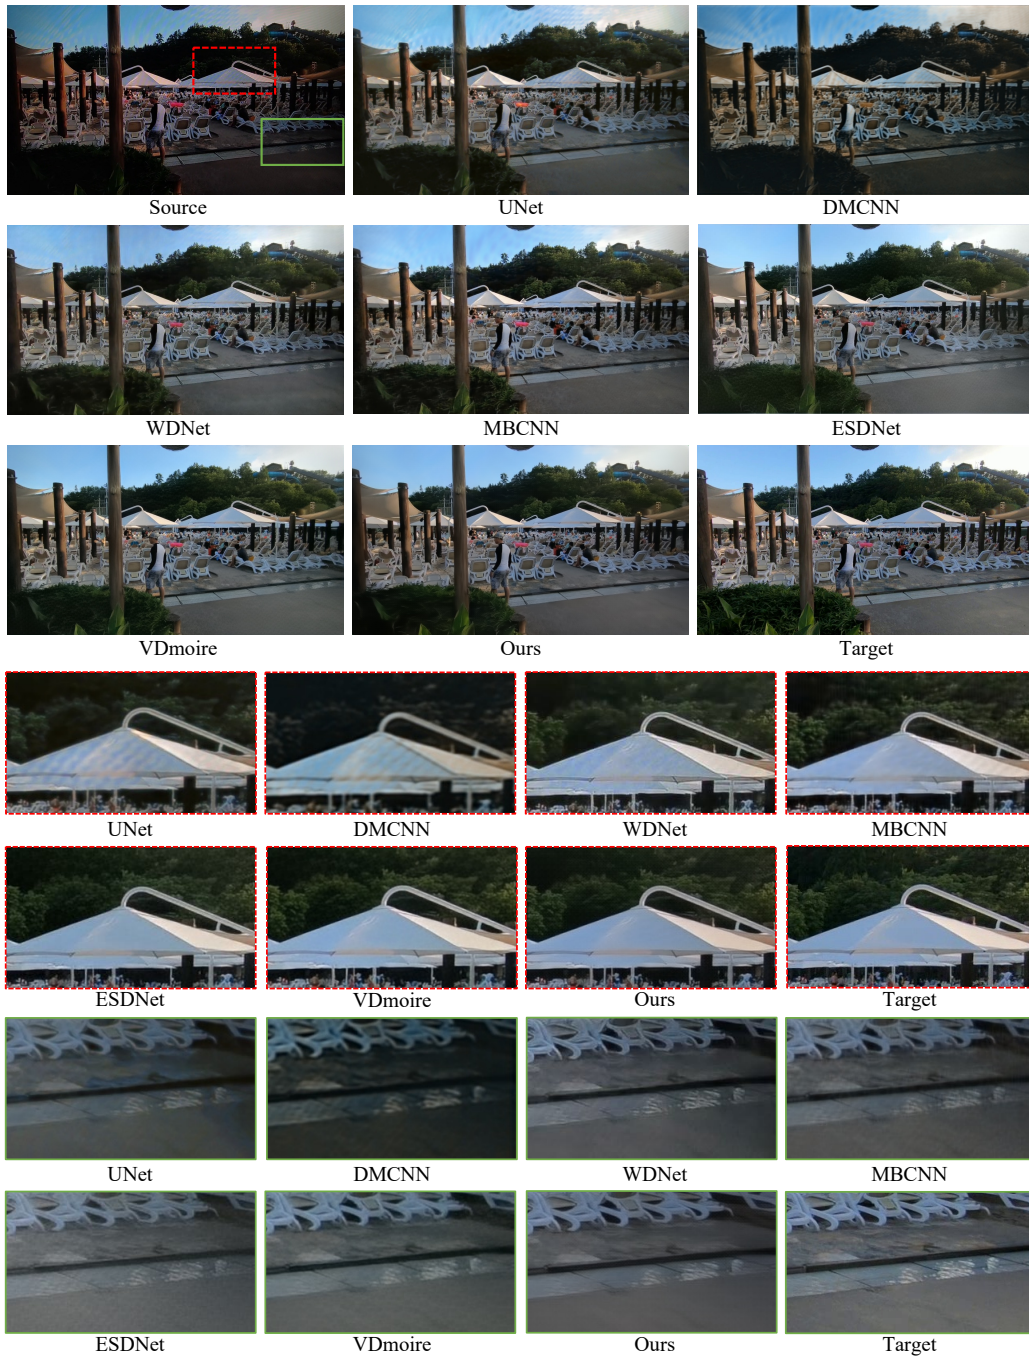 Source UNet DMCNN
WDNet MBCNN ESDNet
VDmoire Ours Target
UNet DMCNN WDNet MBCNN
ESDNet VDmoire Ours Target
UNet DMCNN WDNet MBCNN
ESDNet VDmoire Ours Target